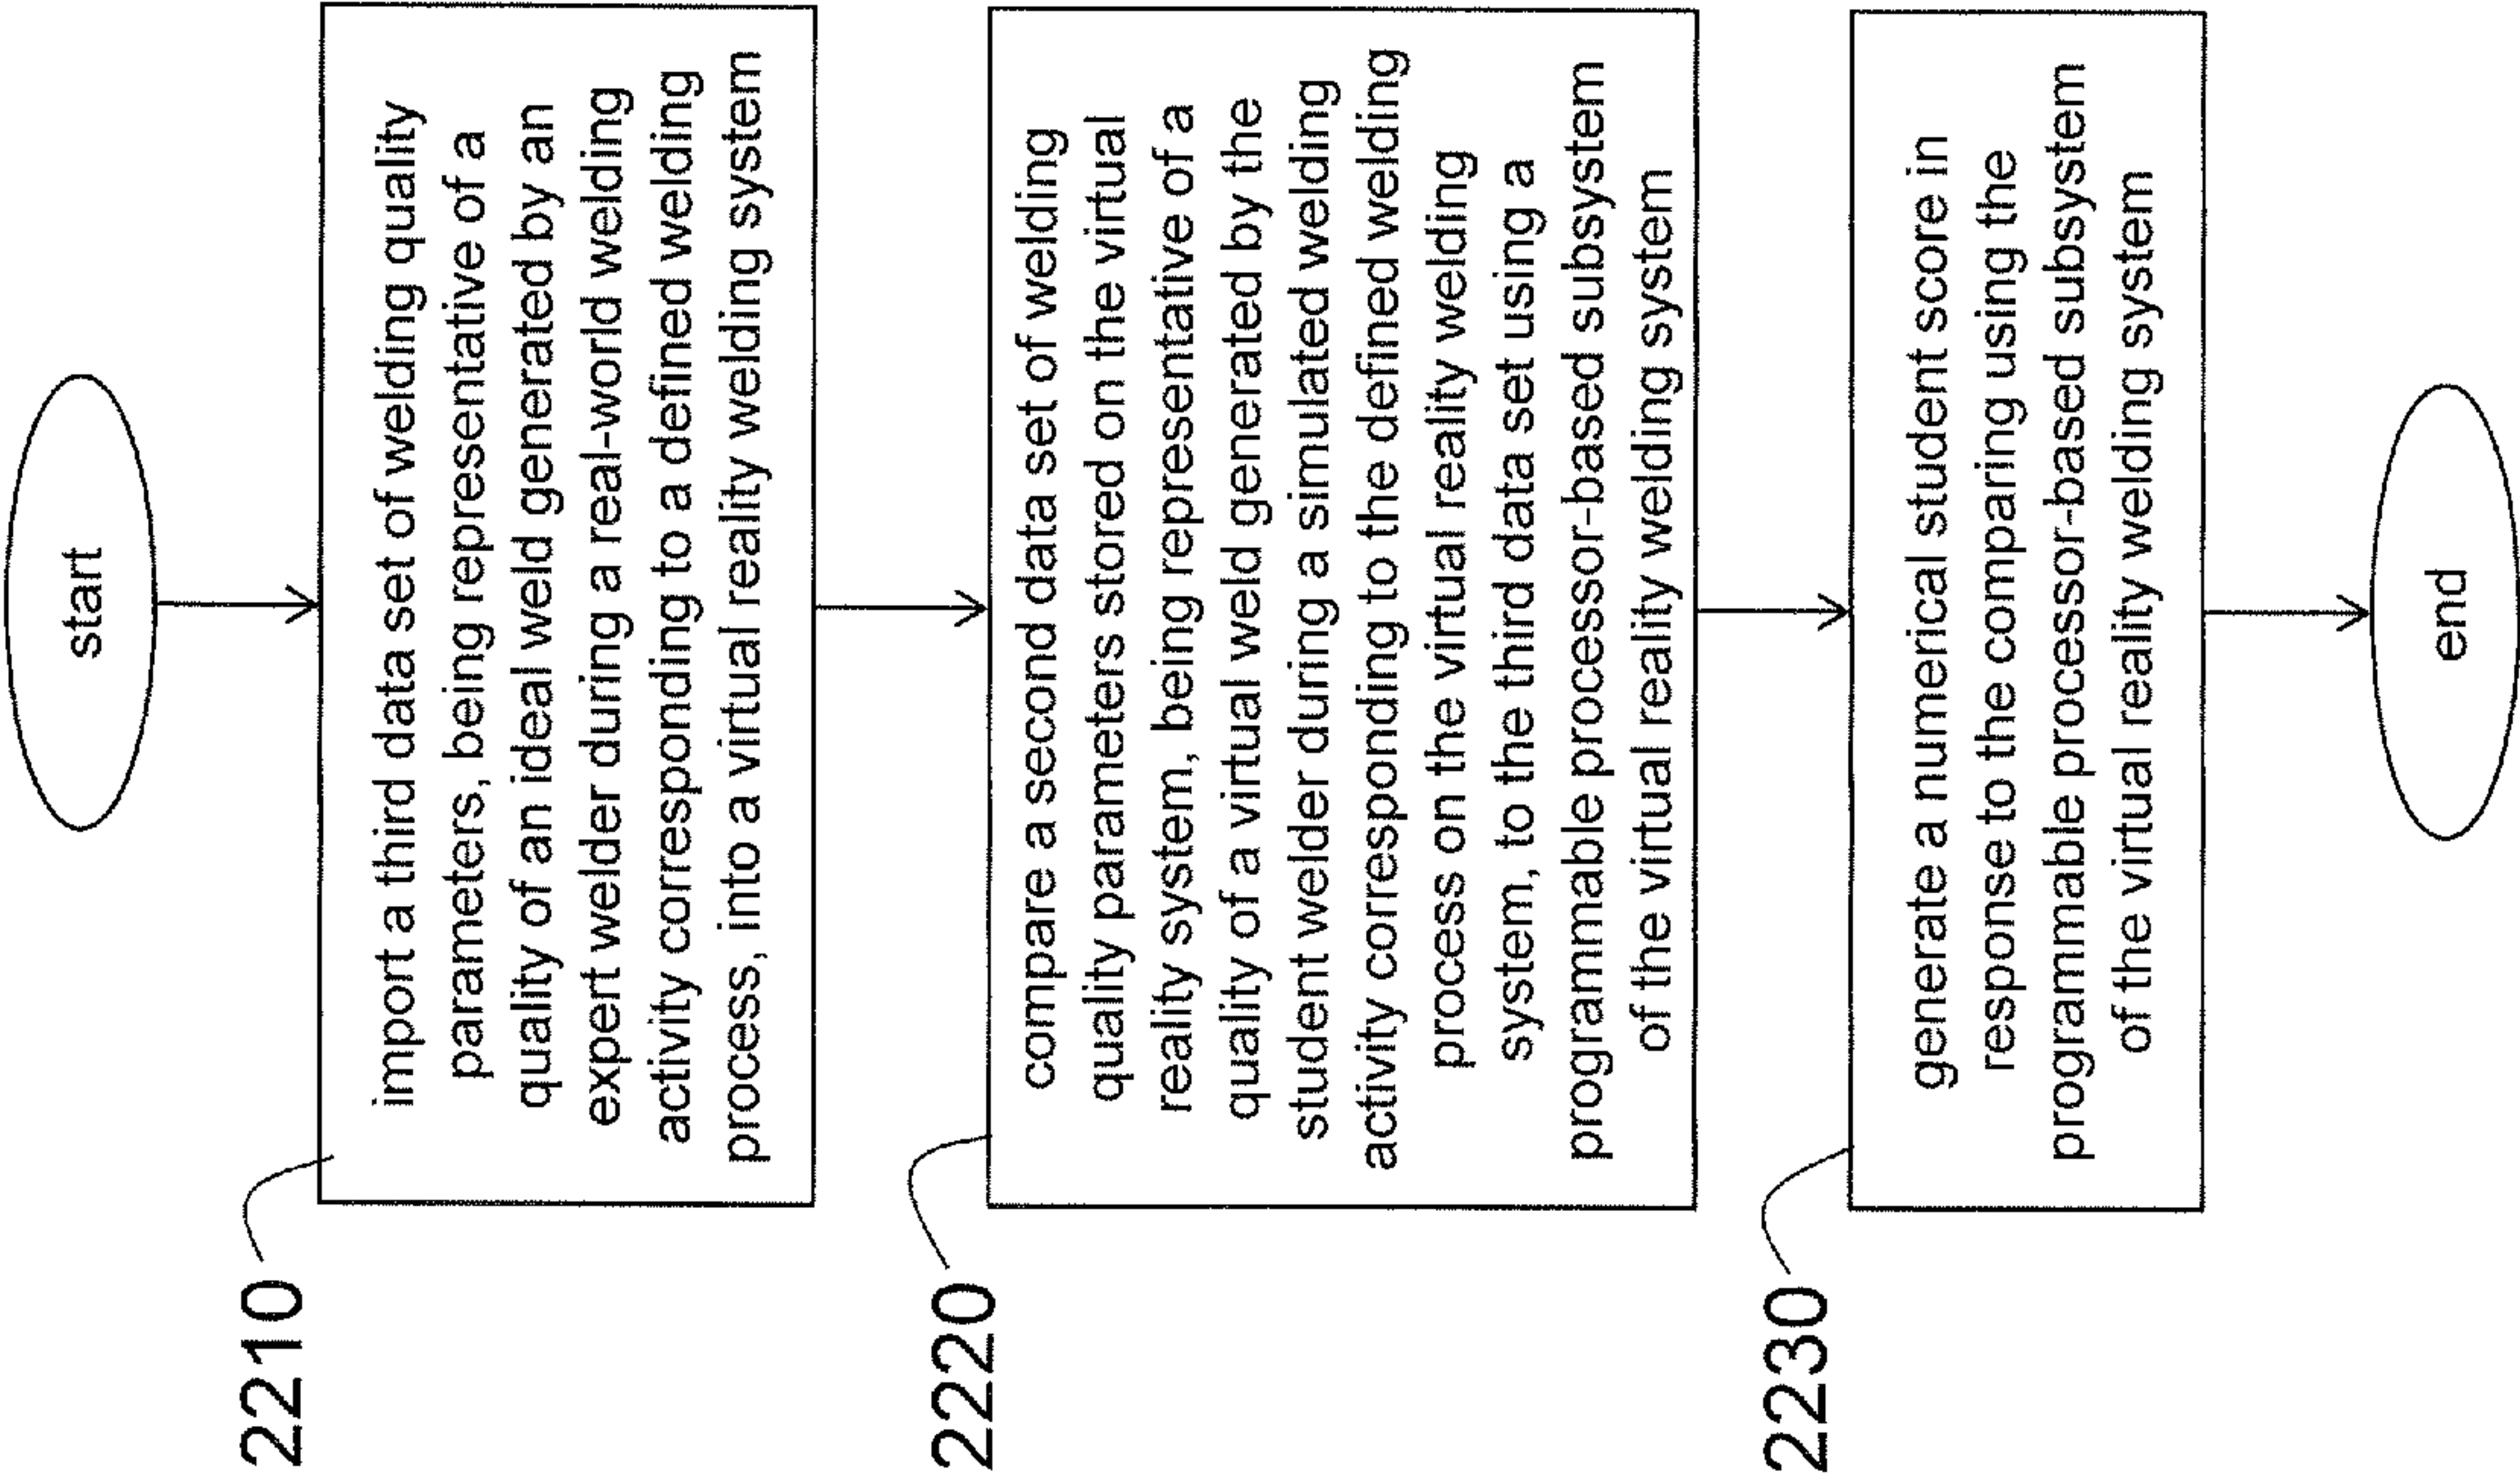 start
2210
import a third data set of welding quality
parameters, being representative of a
quality of an ideal weld generated by an
expert welder during a real-world welding
activity corresponding to a defined welding
process, into a virtual reality welding system
2220
compare a second data set of welding
quality parameters stored on the virtual
reality system, being representative of a
quality of a virtual weld generated by the
student welder during a simulated welding
activity corresponding to the defined welding
process on the virtual reality welding
system, to the third data set using a
programmable processor-based subsystem
of the virtual reality welding system
2230
generate a numerical student score in
response to the comparing using the
programmable processor-based subsystem
of the virtual reality welding system
end